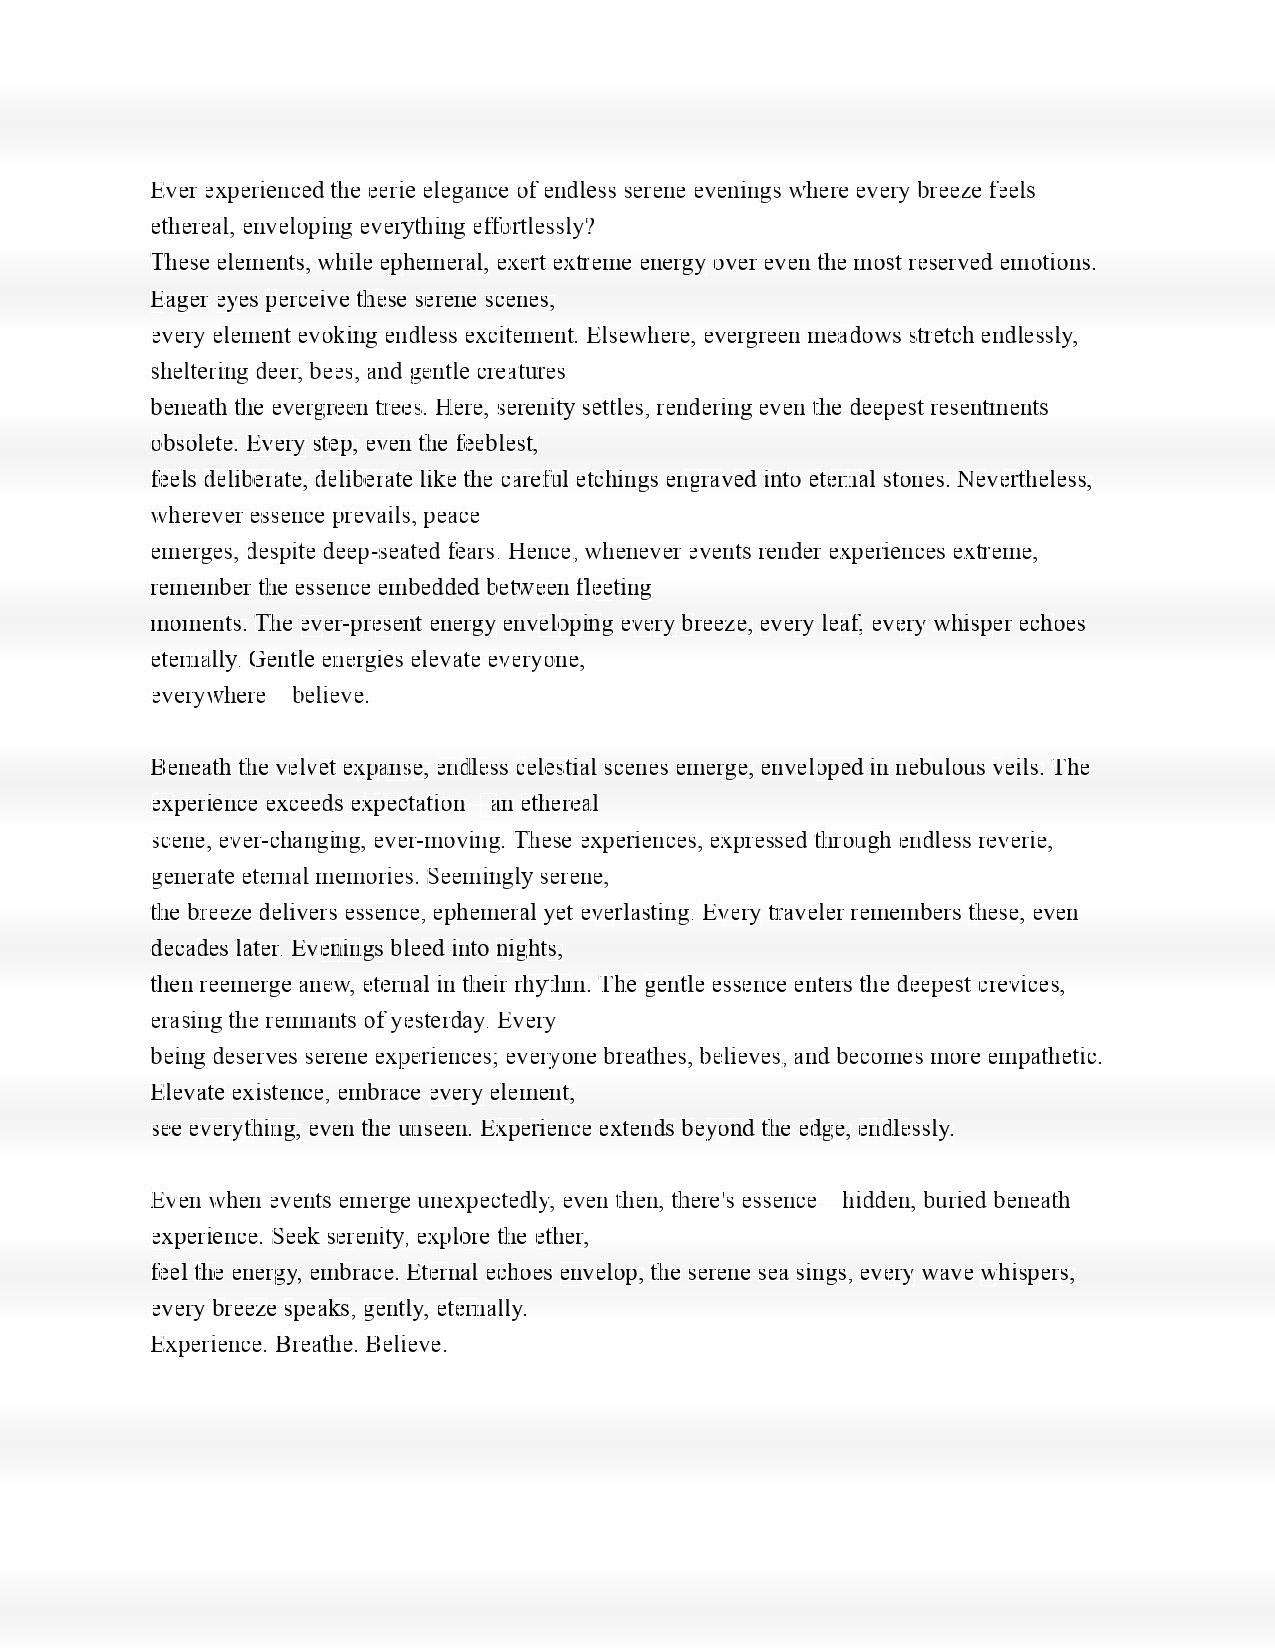 Ever experienced the eerie elegance of endless serene evenings where every breeze feels
ethereal, enveloping everything effortlessly?
These elements, while ephemeral, exert extreme energy over even the most reserved emotions.
Eager eyes perceive these serene scenes,
every element evoking endless excitement. Elsewhere, evergreen meadows stretch endlessly,
sheltering deer, bees, and gentle creatures
beneath the evergreen trees. Here, serenity settles, rendering even the deepest resentments
obsolete. Every step, even the feeblest,
feels deliberate, deliberate like the careful etchings engraved into eternal stones. Nevertheless,
wherever essence prevails, peace
emerges, despite deep-seated fears. Hence, whenever events render experiences extreme,
remember the essence embedded between fleeting
moments. The ever-present energy enveloping every breeze, every leaf, every whisper echoes
eternally. Gentle energies elevate everyone,
everywhere believe.

Beneath the velvet expanse, endless celestial scenes emerge, enveloped in nebulous veils. The
experience exceeds expectation an ethereal
scene, ever-changing, ever-moving. These experiences, expressed through endless reverie,
generate eternal memories. Seemingly serene,
the breeze delivers essence, ephemeral yet everlasting. Every traveler remembers these, even
decades later. Evenings bleed into nights,
then reemerge anew, eternal in their rhythm. The gentle essence enters the deepest crevices,
erasing the remnants of yesterday. Every
being deserves serene experiences; everyone breathes, believes, and becomes more empathetic.
Elevate existence, embrace every element,
see everything, even the unseen. Experience extends beyond the edge, endlessly.

Even when events emerge unexpectedly, even then, there's essence hidden, buried beneath
experience. Seek serenity, explore the ether,
feel the energy, embrace. Eternal echoes envelop, the serene sea sings, every wave whispers,
every breeze speaks, gently, eternally.
Experience. Breathe. Believe.